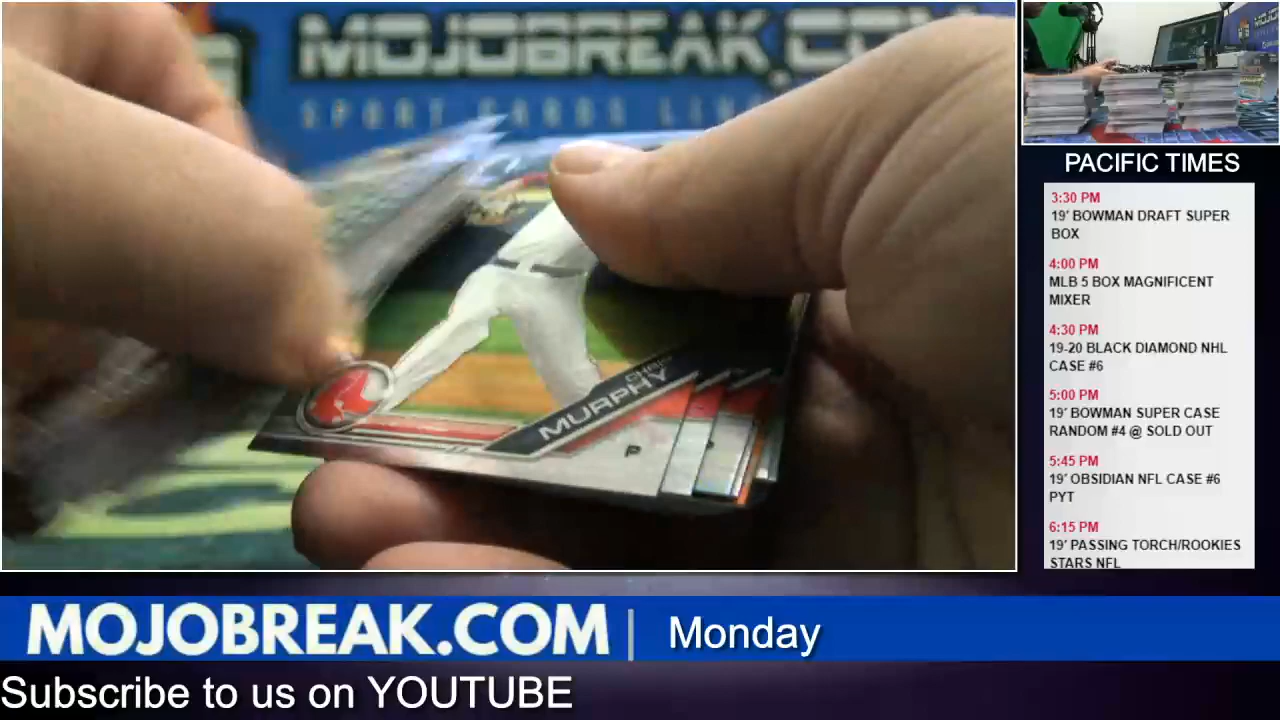 MOJOBREAK.COM
SPORT CARDS LIV
CHRIS
MURPHY
P
PACIFIC TIMES
3:30 PM
19' BOWMAN DRAFT SUPER
BOX
4:00 PM
MLB 5 BOX MAGNIFICENT
MIXER
4:30 PM
19-20 BLACK DIAMOND NHL
CASE #6
5:00 PM
19' BOWMAN SUPER CASE
RANDOM #4 @ SOLD OUT
5:45 PM
19' OBSIDIAN NFL CASE #6
PYT
6:15 PM
19' PASSING TORCH/ROOKIES
STARS NFL
MOJOBREAK.COM | Monday
Subscribe to us on YOUTUBE